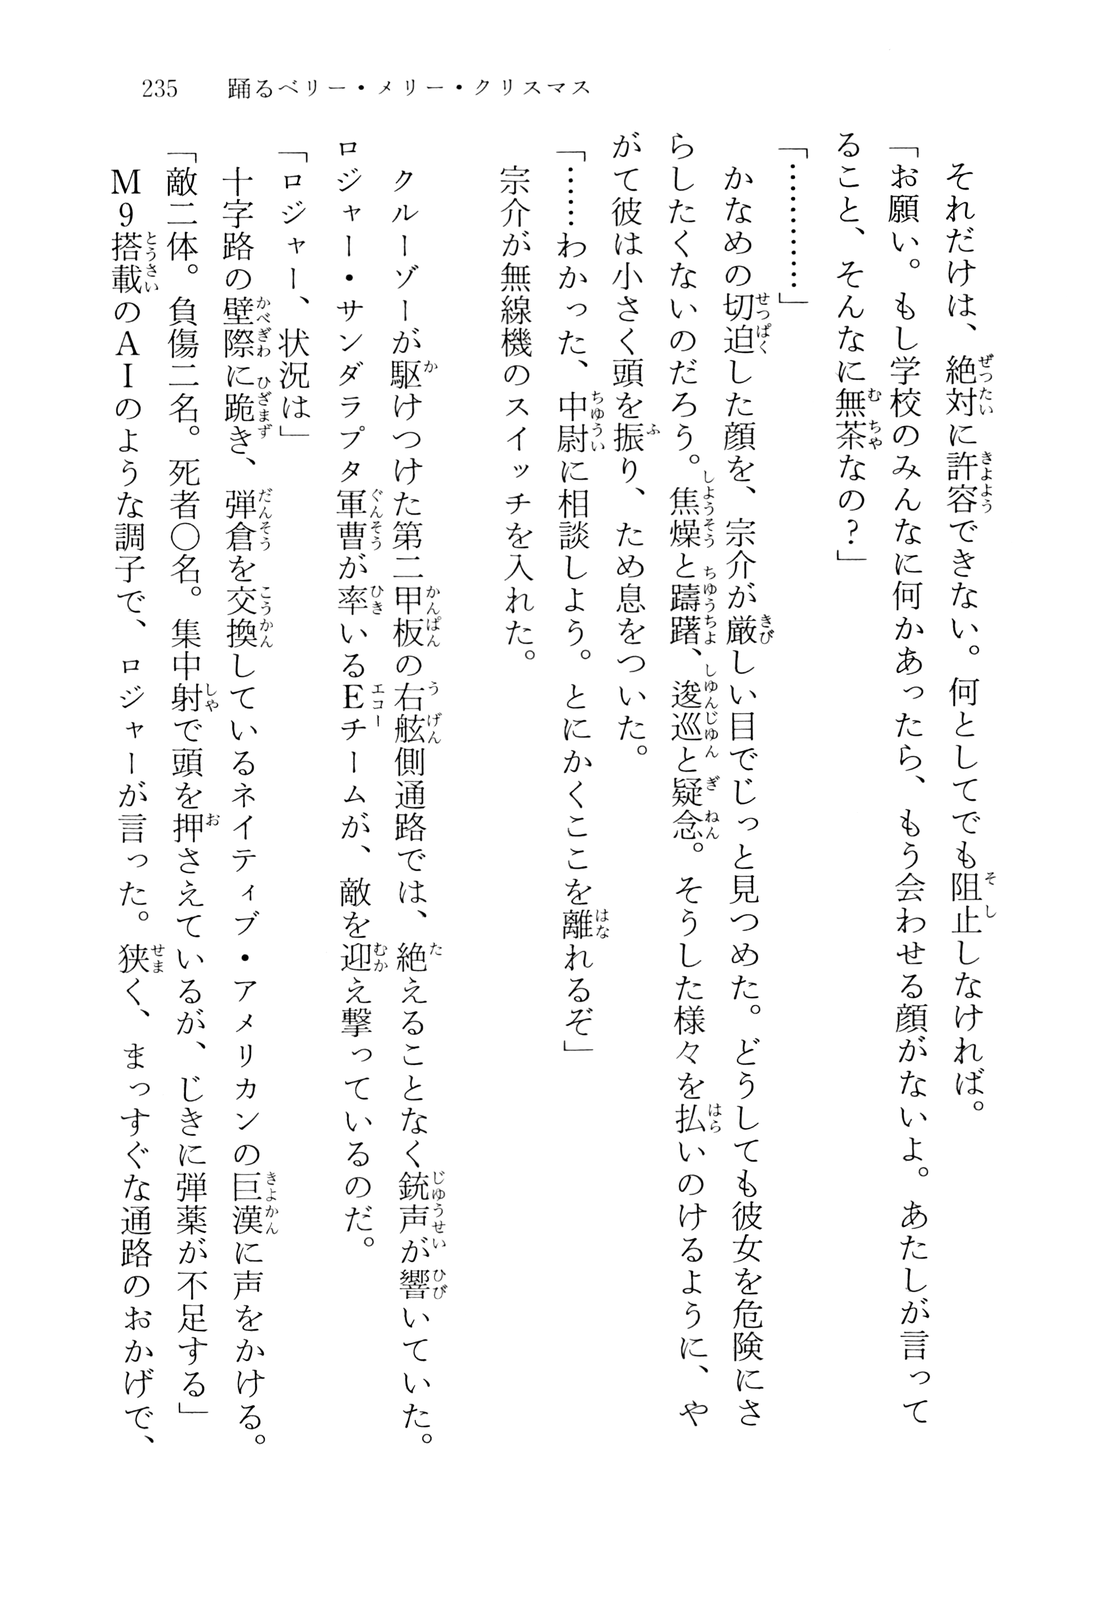 235　踊るベリー・メリー・クリスマス
それだけは、絶対に許容できない。何としてでも阻止しなければ。
「お願い。もし学校のみんなに何かあったら、もう会わせる顔がないよ。あたしが言って
ること、そんなに無茶なの？」
「…………」
かなめの切迫した顔を、宗介が厳しい目でじっと見つめた。どうしても彼女を危険にさ
らしたくないのだろう。焦燥と躊躇、逡巡と疑念。そうした様々を払いのけるように、や
がて彼は小さく頭を振り、ため息をついた。
「……わかった、中尉に相談しよう。とにかくここを離れるぞ」
宗介が無線機のスイッチを入れた。
クルーゾーが駆けつけた第二甲板の右舷側通路では、絶えることなく銃声が響いていた。
ロジャー・サンダラプタ軍曹が率いるEチームが、敵を迎え撃っているのだ。
「ロジャー、状況は」
十字路の壁際に跪き、弾倉を交換しているネイティブ・アメリカンの巨漢に声をかける。
「敵二体。負傷二名。死者〇名。集中射で頭を押さえているが、じきに弾薬が不足する」
M9搭載のAIのような調子で、ロジャーが言った。狭く、まっすぐな通路のおかげで、